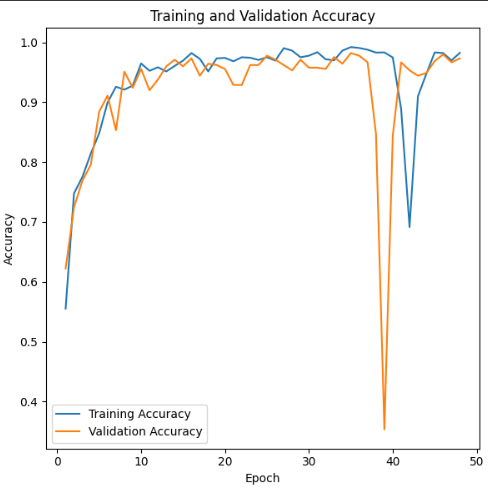 Training and Validation Accuracy
1.0
0.9
0.8
0.7
0.6
0.5
0.4
Accuracy
Training Accuracy
Validation Accuracy
0 10 20 30 40 50
Epoch